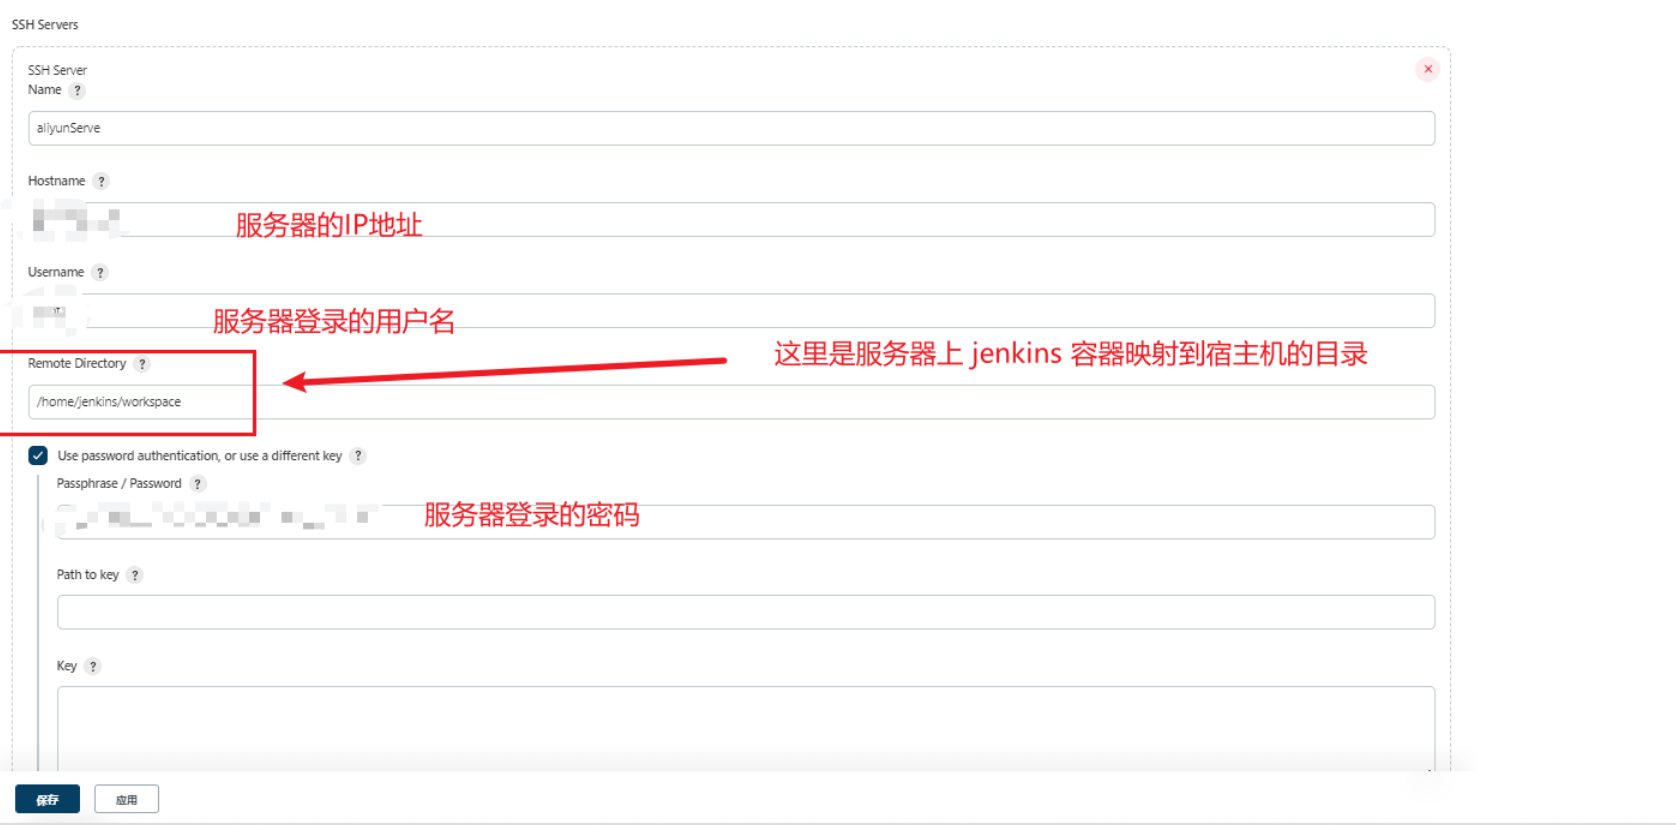 SSH Servers
SSH Server
Name ?
aliyunServe
Hostname ?
服务器的IP地址
Username ?
服务器登录的用户名
这里是服务器上 jenkins 容器映射到宿主机的目录
Remote Directory ?
/home/jenkins/workspace
Use password authentication, or use a different key ?
Passphrase / Password ?
服务器登录的密码
Path to key ?
Key ?
保存 应用